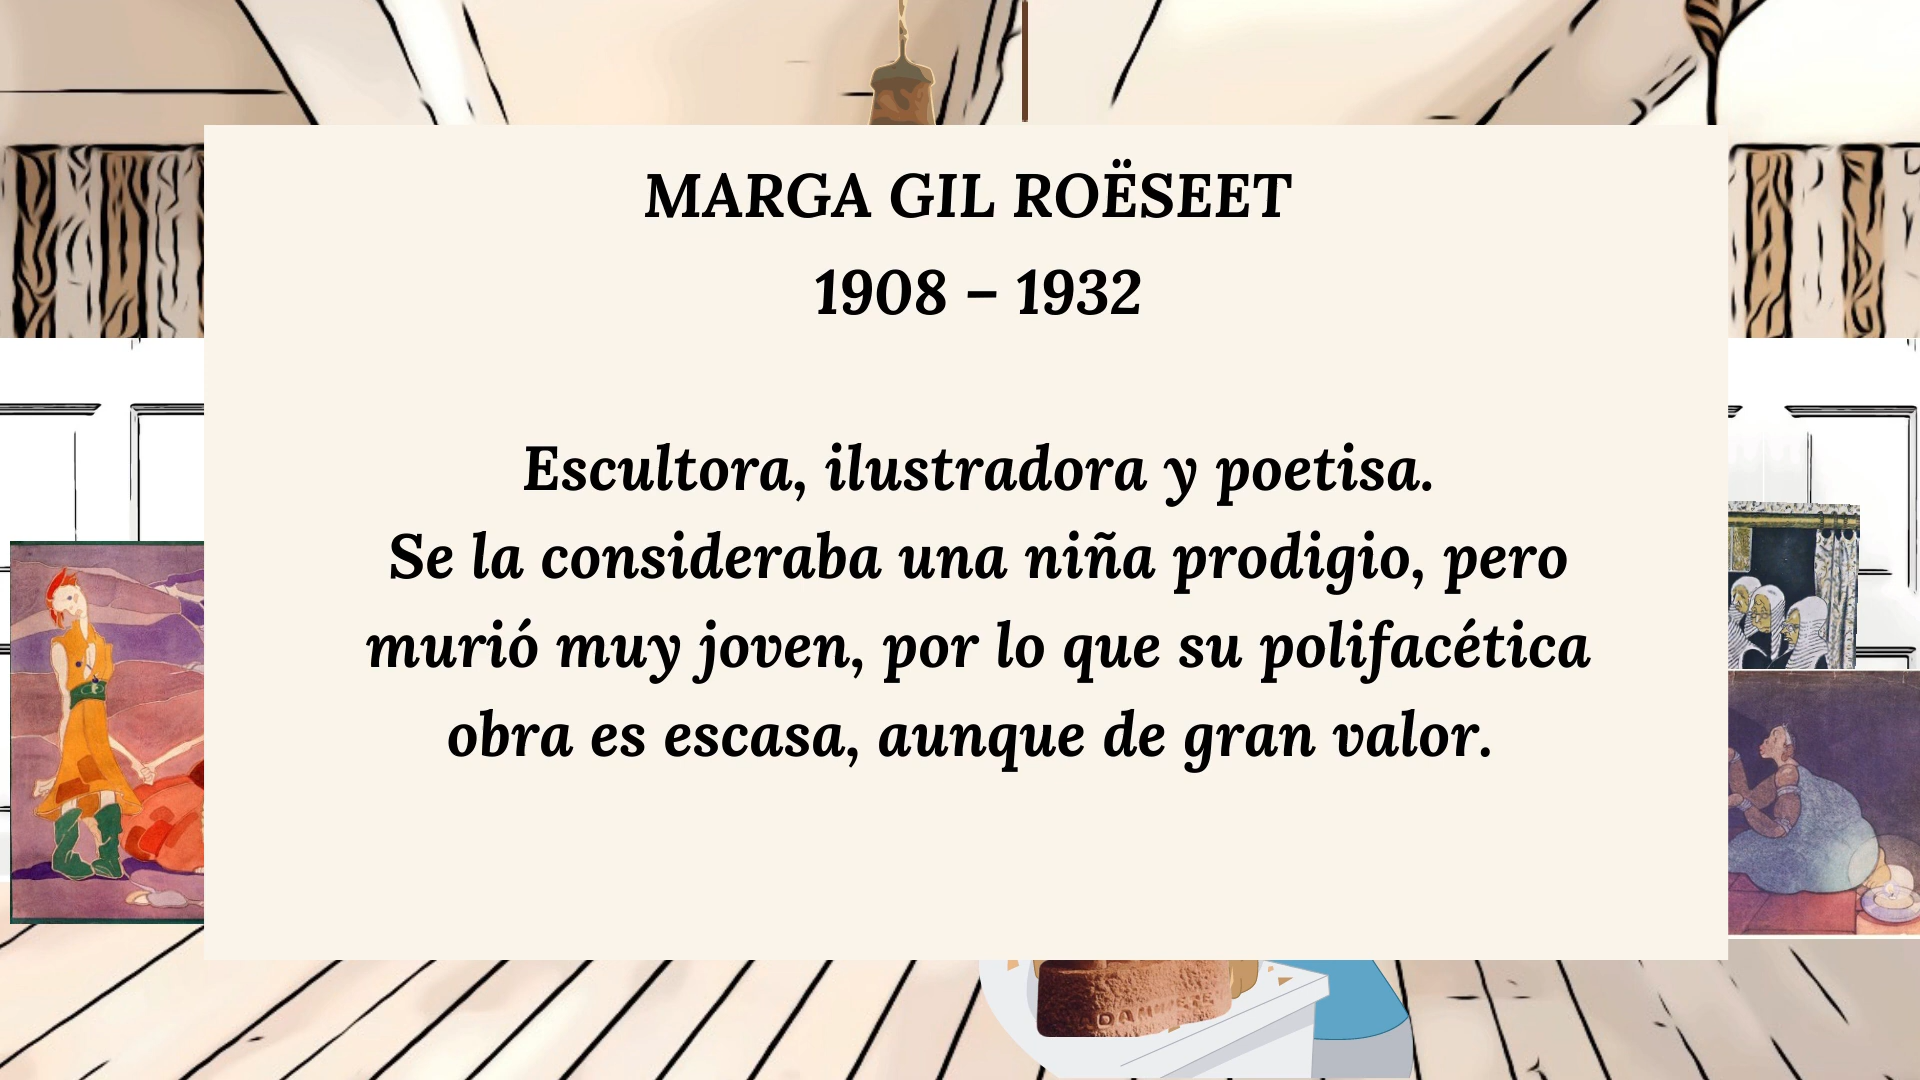 MARGA GIL ROËSEET
1908 – 1932
Escultora, ilustradora y poetisa.
Se la consideraba una niña prodigio, pero
murió muy joven, por lo que su polifacética
obra es escasa, aunque de gran valor.